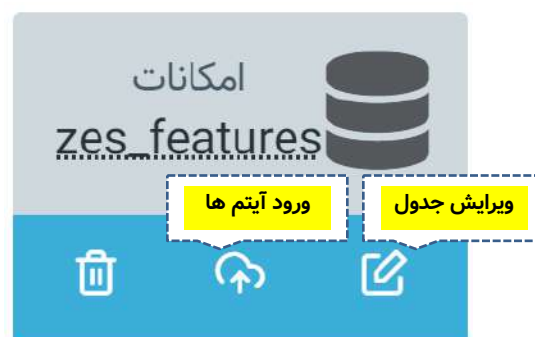 امکانات
zes_features
ویرایش جدول
ورود آیتم ها